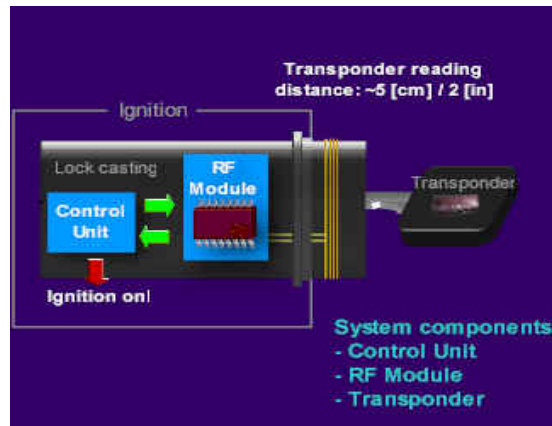 Transponder reading
distance: ~5 [cm] / 2 [in]
Ignition
Lock casting
RF
Module
Transponder
Control
Unit
Ignition on!
System components
- Control Unit
- RF Module
- Transponder